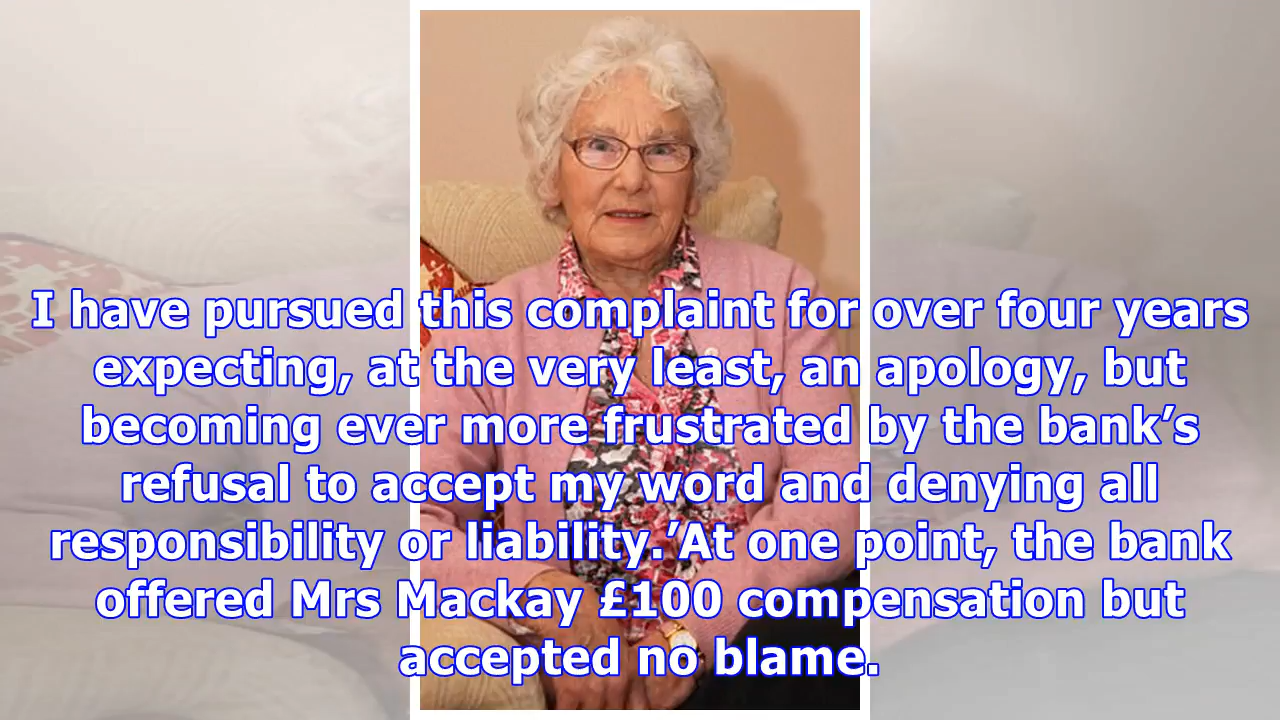 I have pursued this complaint for over four years
expecting, at the very least, an apology, but
becoming ever more frustrated by the bank’s
refusal to accept my word and denying all
responsibility or liability.’At one point, the bank
offered Mrs Mackay £100 compensation but
accepted no blame.